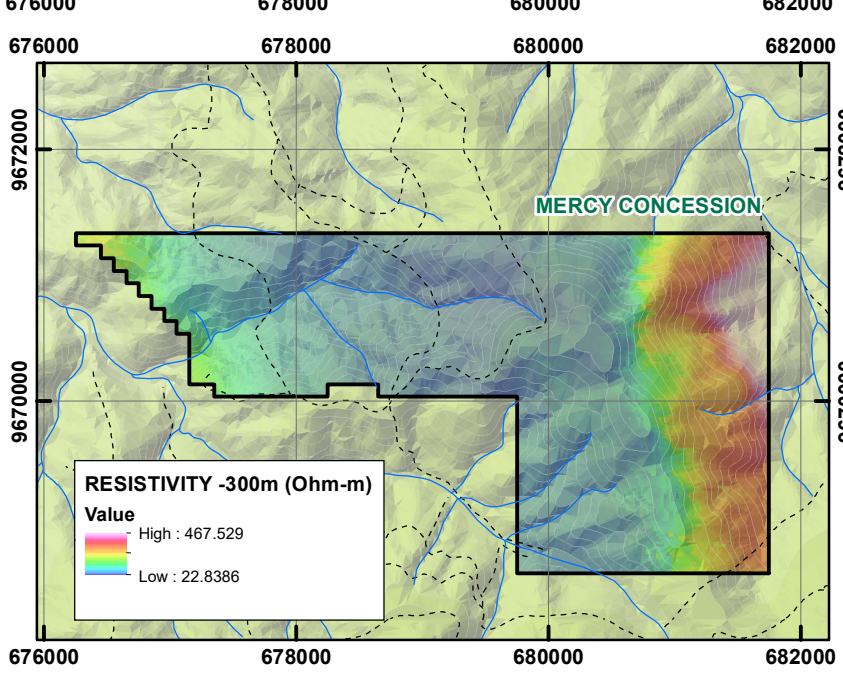 676000 678000 680000 682000
676000 678000 680000 682000
9672000
MERCY CONCESSION
9670000
RESISTIVITY -300m (Ohm-m)
Value
High : 467.529
Low : 22.8386
676000 678000 680000 682000